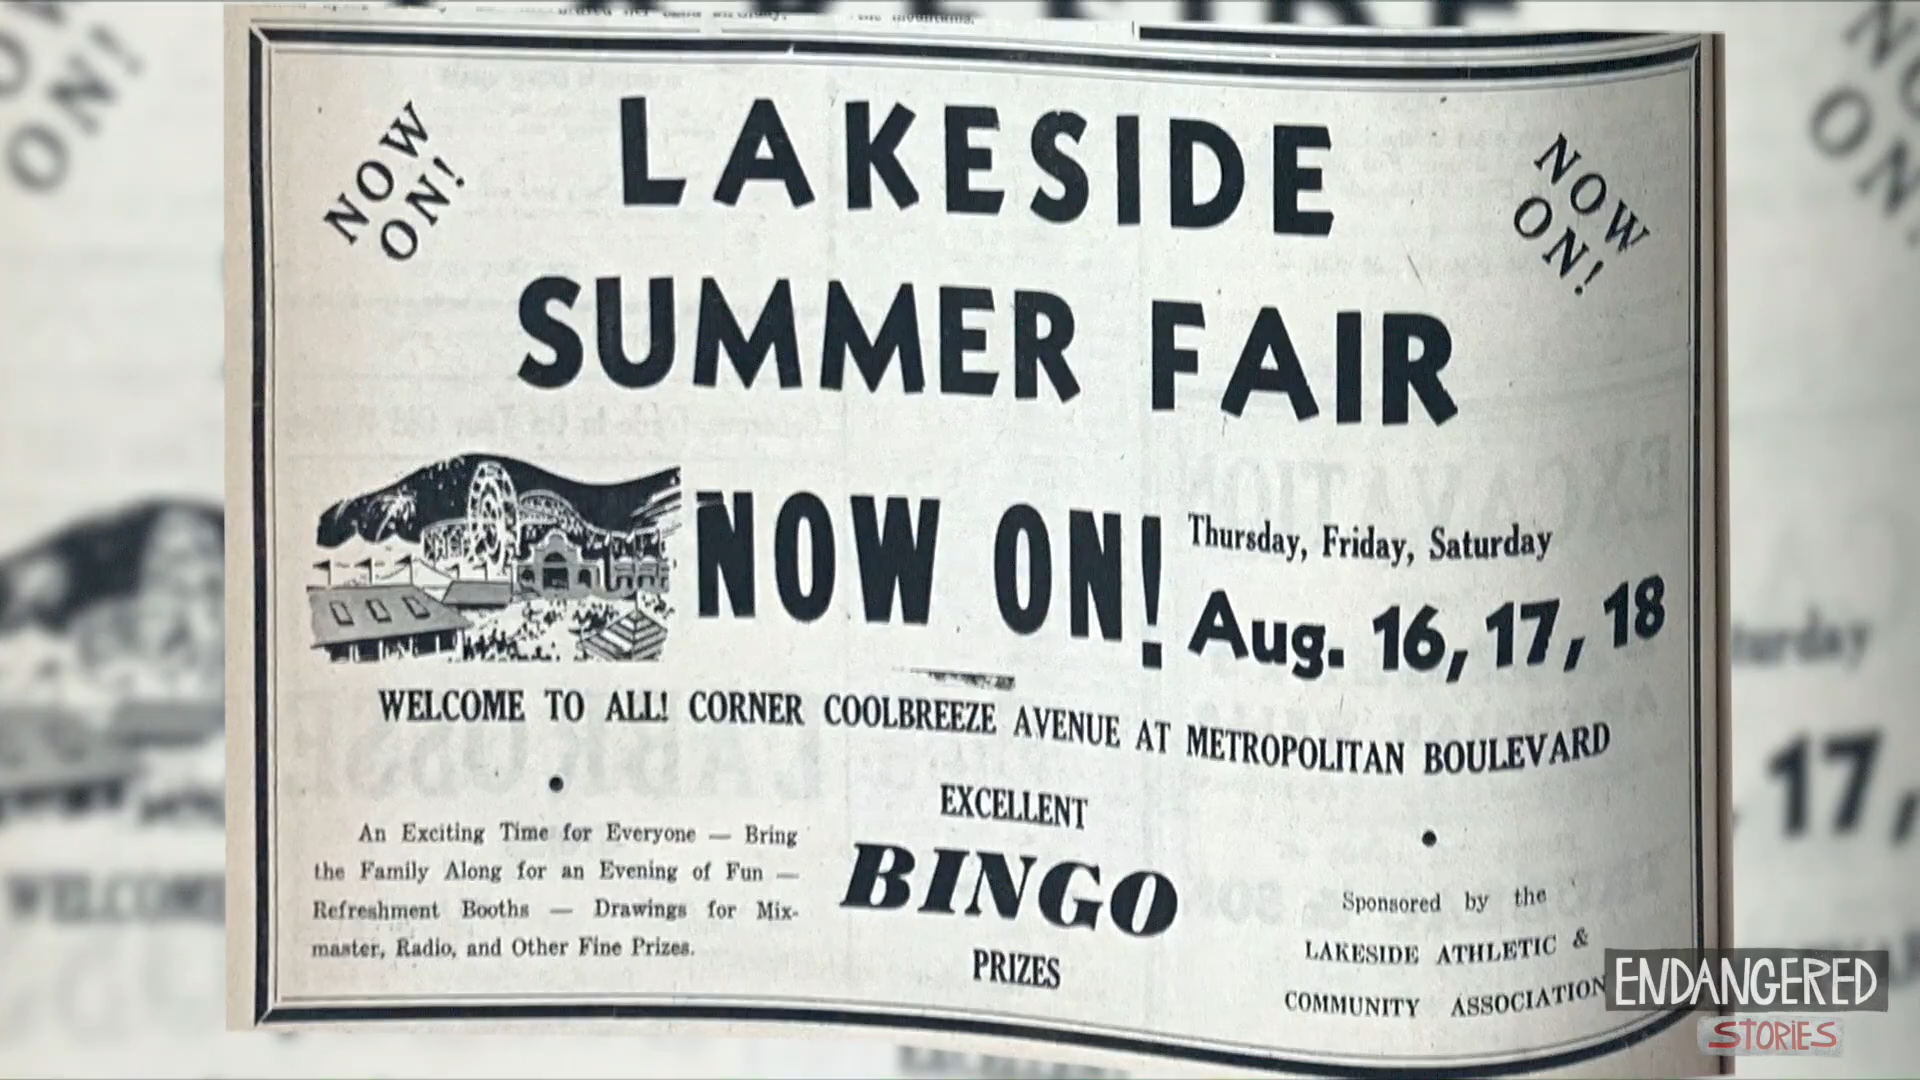 LAKESIDE
SUMMER FAIR
NOW
ON!
NOW
ON!
NOW ON!
Thursday, Friday, Saturday
Aug. 16, 17, 18
WELCOME TO ALL! CORNER COOLBREEZE AVENUE AT METROPOLITAN BOULEVARD
An Exciting Time for Everyone — Bring
the Family Along for an Evening of Fun —
Refreshment Booths — Drawings for Mix-
master, Radio, and Other Fine Prizes.
EXCELLENT
BINGO
PRIZES
Sponsored by the
LAKESIDE ATHLETIC &
COMMUNITY ASSOCIATION
ENDANGERED
STORIES